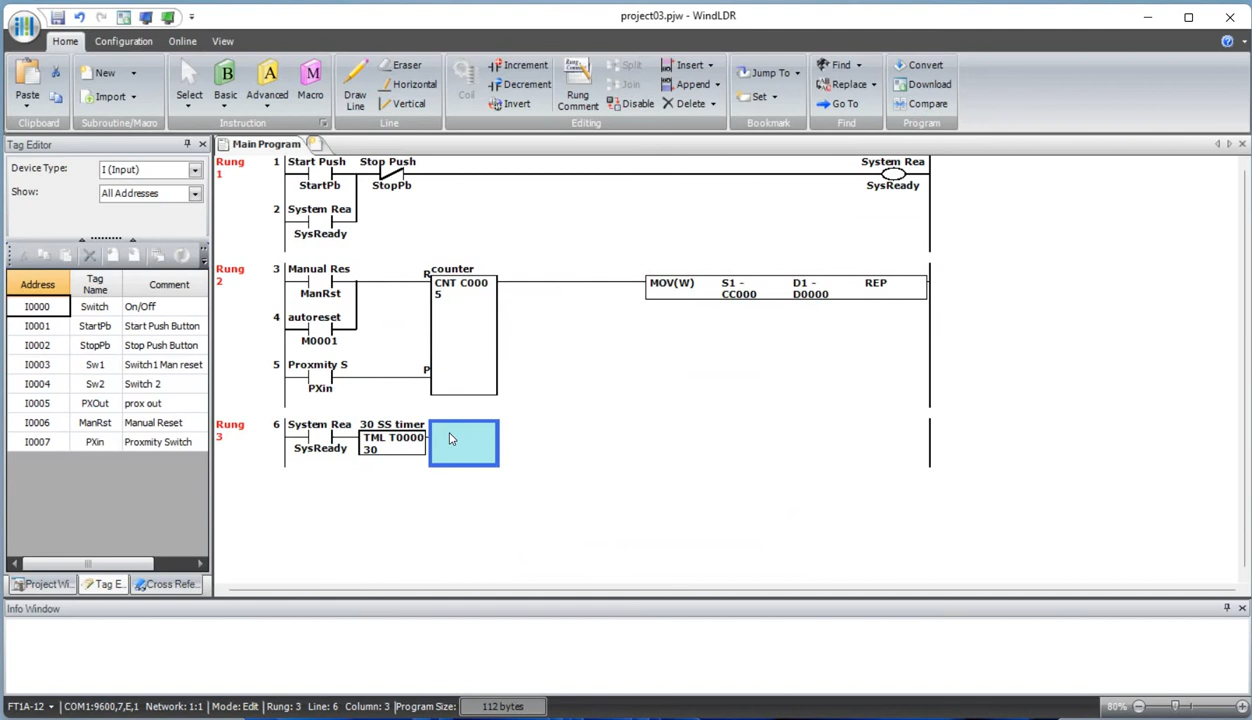 project03.pjw - WindLDR
Home Configuration Online View
Paste
Clipboard
New
Import
Subroutine/Macro
Select Basic Advanced Macro
B A M
Instruction
Draw Line
Eraser
Horizontal
Vertical
Line
Coil
Increment
Decrement
Invert
Rung Comment
Split
Join
Disable
Insert
Append
Delete
Editing
Jump To
Set
Bookmark
Find
Replace
Go To
Find
Convert
Download
Compare
Program
Tag Editor
Device Type: I (Input)
Show: All Addresses
Address Tag Name Comment
I0000 Switch On/Off
I0001 StartPb Start Push Button
I0002 StopPb Stop Push Button
I0003 Sw1 Switch1 Man reset
I0004 Sw2 Switch 2
I0005 PXOut prox out
I0006 ManRst Manual Reset
I0007 PXin Proxmity Switch
Project Wi... Tag E... Cross Refe...
Main Program
Rung 1
1 Start Push Stop Push System Rea
StartPb StopPb SysReady
2 System Rea
SysReady
Rung 2
3 Manual Res R counter
ManRst CNT C000
5
MOV(W) S1 - D1 - REP
CC000 D0000
4 autoreset
M0001
5 Proxmity S P
PXin
Rung 3
6 System Rea 30 SS timer
SysReady TML T0000
30
Info Window
FT1A-12 COM1:9600,7,E,1 Network: 1:1 Mode: Edit Rung: 3 Line: 6 Column: 3 Program Size: 112 bytes 80%